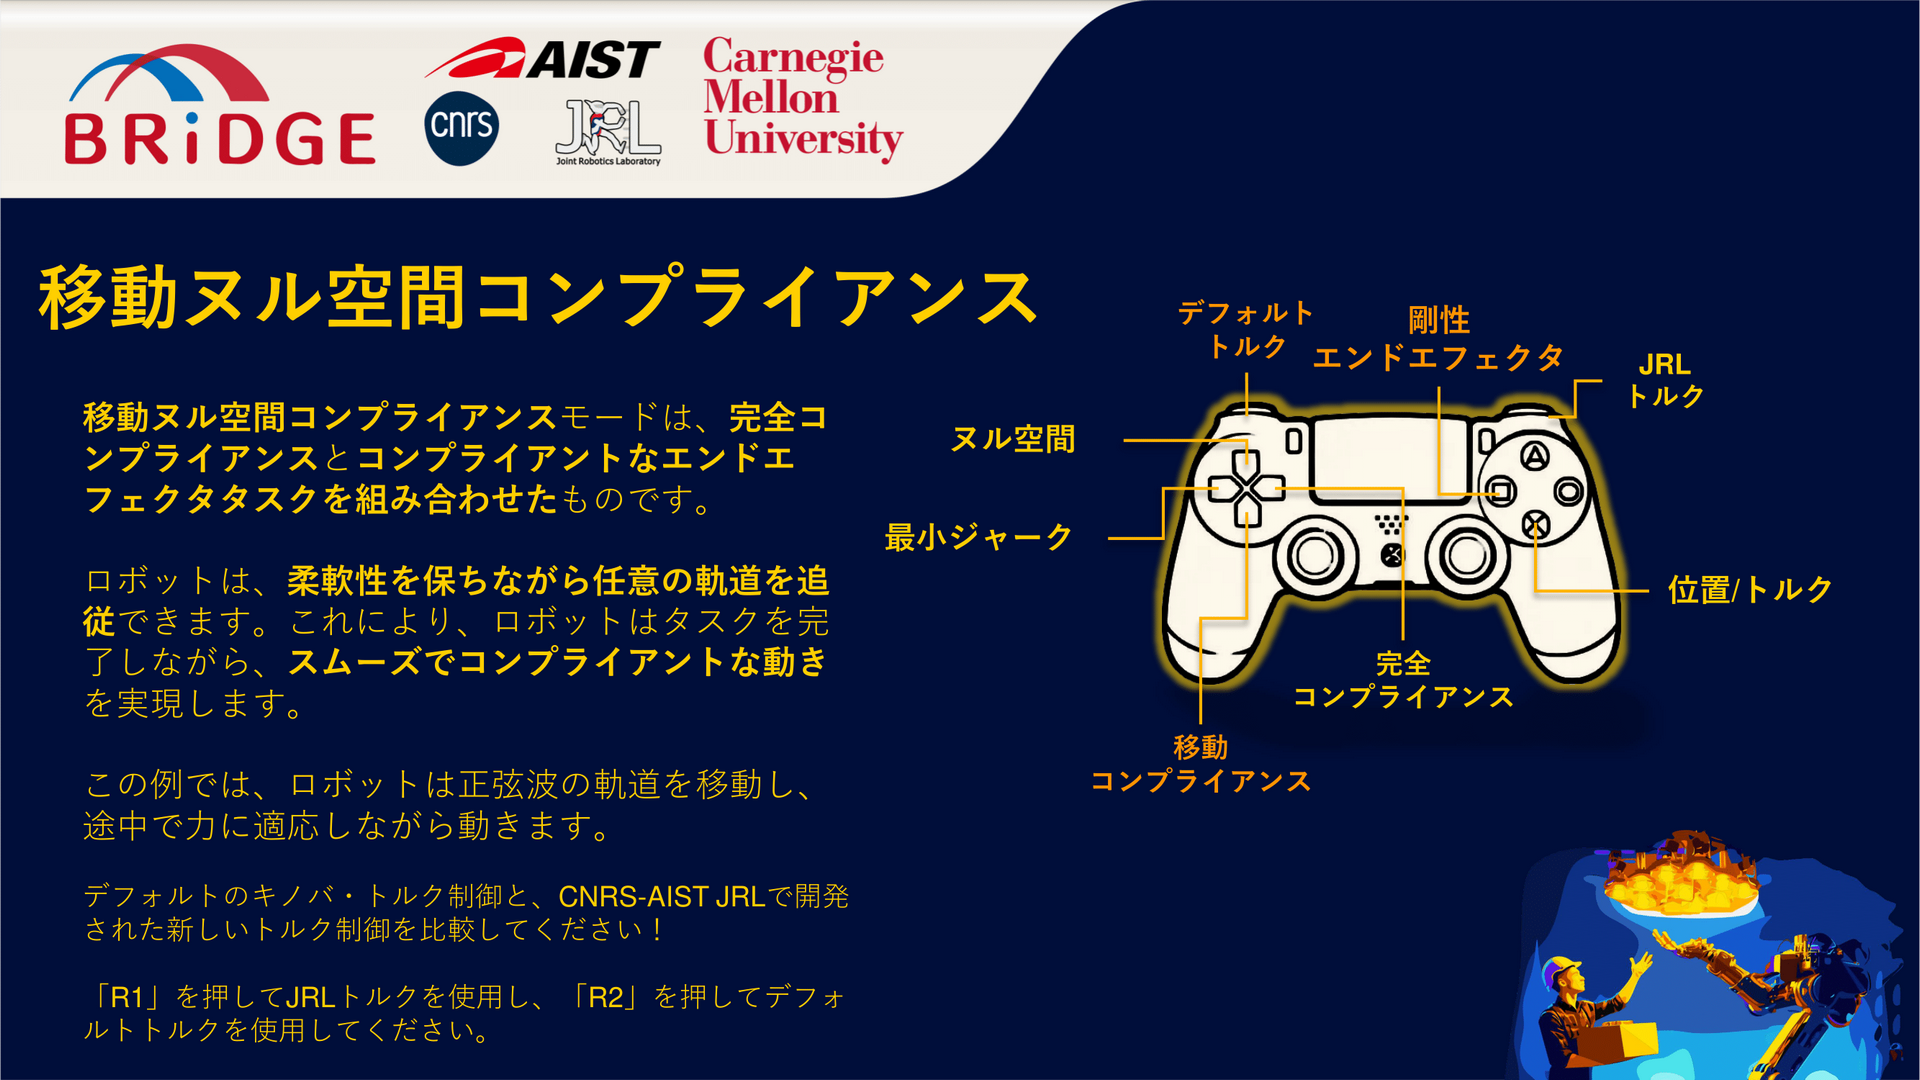 BRiDGE
AIST
cnrs
JRL
Joint Robotics Laboratory
Carnegie
Mellon
University
移動ヌル空間コンプライアンス
移動ヌル空間コンプライアンスモードは、完全コ
ンプライアンスとコンプライアントなエンドエ
フェクタタスクを組み合わせたものです。
ロボットは、柔軟性を保ちながら任意の軌道を追
従できます。これにより、ロボットはタスクを完
了しながら、スムーズでコンプライアントな動き
を実現します。
この例では、ロボットは正弦波の軌道を移動し、
途中で力に適応しながら動きます。
デフォルトのキノバ・トルク制御と、CNRS-AIST JRLで開発
された新しいトルク制御を比較してください！
「R1」を押してJRLトルクを使用し、「R2」を押してデフォ
ルトトルクを使用してください。
デフォルト
トルク
剛性
エンドエフェクタ
JRL
トルク
ヌル空間
A
最小ジャーク
位置/トルク
完全
コンプライアンス
移動
コンプライアンス